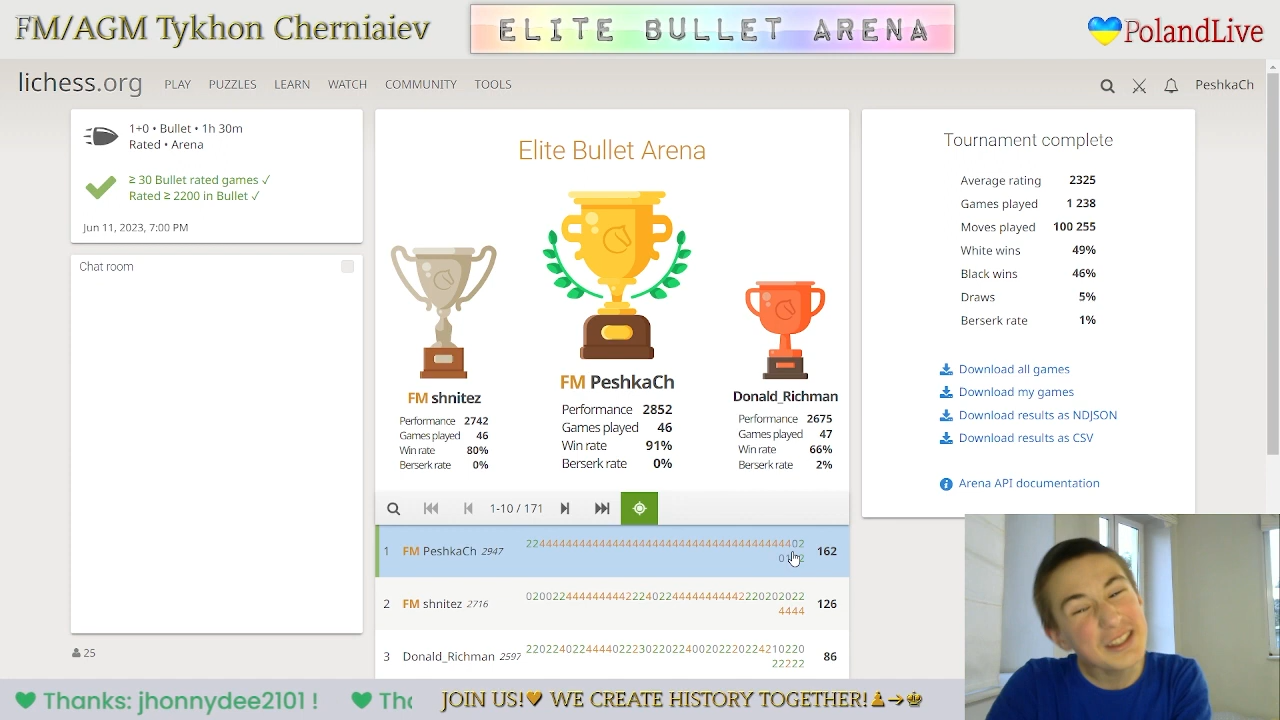 FM/AGM Tykhon Cherniaiev
ELITE BULLET ARENA
PolandLive
lichess.org
PLAY PUZZLES LEARN WATCH COMMUNITY TOOLS
PeshkaCh
1+0 • Bullet • 1h 30m
Rated • Arena
≥ 30 Bullet rated games ✓
Rated ≥ 2200 in Bullet ✓
Jun 11, 2023, 7:00 PM
Chat room
25
Elite Bullet Arena
FM shnitez
Performance 2742
Games played 46
Win rate 80%
Berserk rate 0%
FM PeshkaCh
Performance 2852
Games played 46
Win rate 91%
Berserk rate 0%
Donald_Richman
Performance 2675
Games played 47
Win rate 66%
Berserk rate 2%
1-10 / 171
1 FM PeshkaCh 2947 162
2 FM shnitez 2716 126
4444
3 Donald_Richman 2597 86
22222
Tournament complete
Average rating 2325
Games played 1 238
Moves played 100 255
White wins 49%
Black wins 46%
Draws 5%
Berserk rate 1%
Download all games
Download my games
Download results as NDJSON
Download results as CSV
Arena API documentation
Thanks: jhonnydee2101 !
JOIN US! WE CREATE HISTORY TOGETHER!